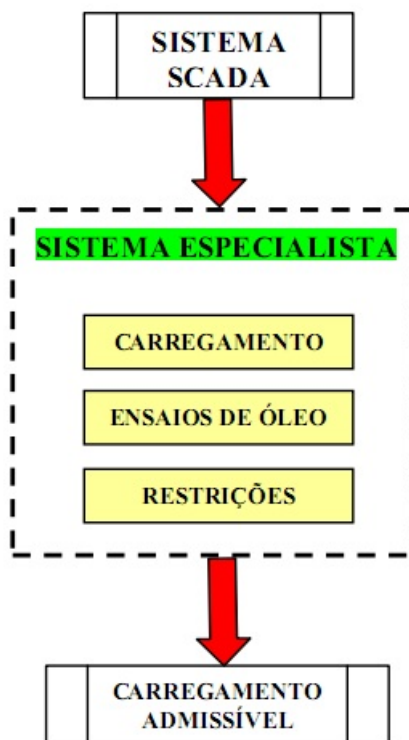 SISTEMA
SCADA
SISTEMA ESPECIALISTA
CARREGAMENTO
ENSAIOS DE ÓLEO
RESTRIÇÕES
CARREGAMENTO
ADMISSÍVEL